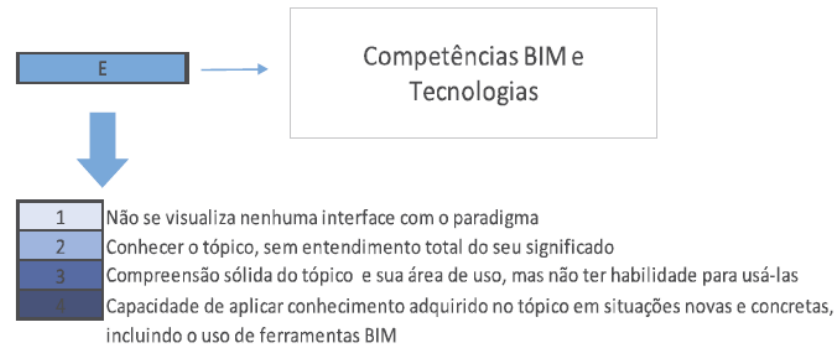 E
Competências BIM e
Tecnologias
1 Não se visualiza nenhuma interface com o paradigma
2 Conhecer o tópico, sem entendimento total do seu significado
3 Compreensão sólida do tópico e sua área de uso, mas não ter habilidade para usá-las
4 Capacidade de aplicar conhecimento adquirido no tópico em situações novas e concretas,
incluindo o uso de ferramentas BIM